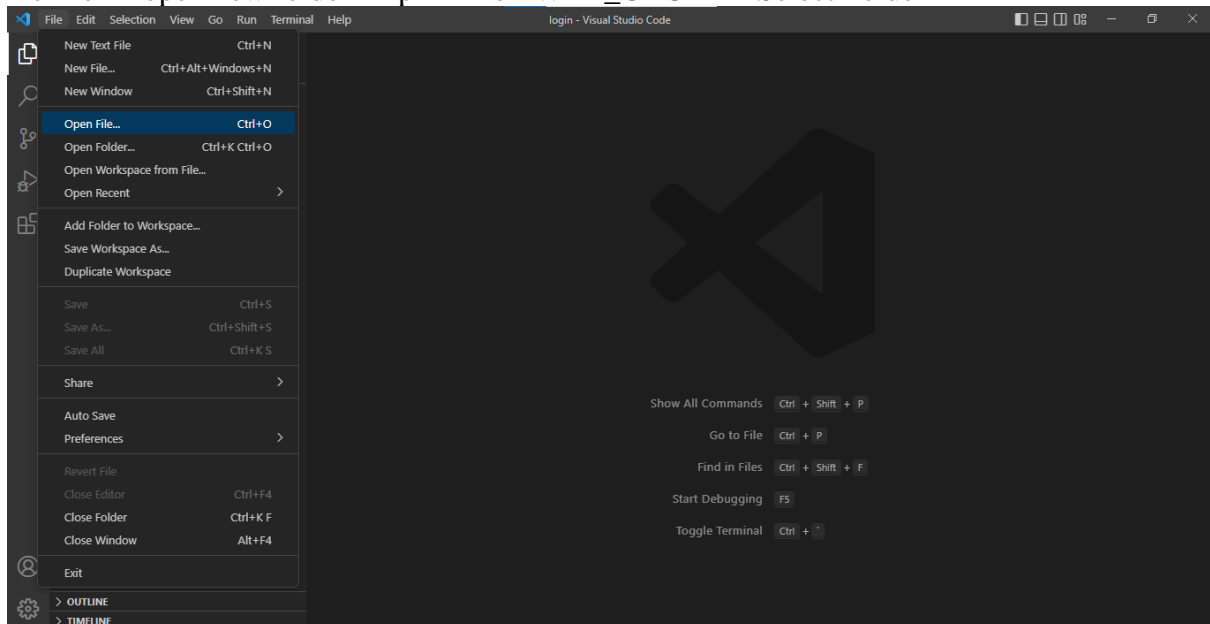 File Edit Selection View Go Run Terminal Help
login - Visual Studio Code
New Text File Ctrl+N
New File... Ctrl+Alt+Windows+N
New Window Ctrl+Shift+N
Open File... Ctrl+O
Open Folder... Ctrl+K Ctrl+O
Open Workspace from File...
Open Recent
Add Folder to Workspace...
Save Workspace As...
Duplicate Workspace
Save Ctrl+S
Save As... Ctrl+Shift+S
Save All Ctrl+K S
Share
Auto Save
Preferences
Revert File
Close Editor Ctrl+F4
Close Folder Ctrl+K F
Close Window Alt+F4
Exit
OUTLINE
TIMELINE
Show All Commands Ctrl + Shift + P
Go to File Ctrl + P
Find in Files Ctrl + Shift + F
Start Debugging F5
Toggle Terminal Ctrl + `